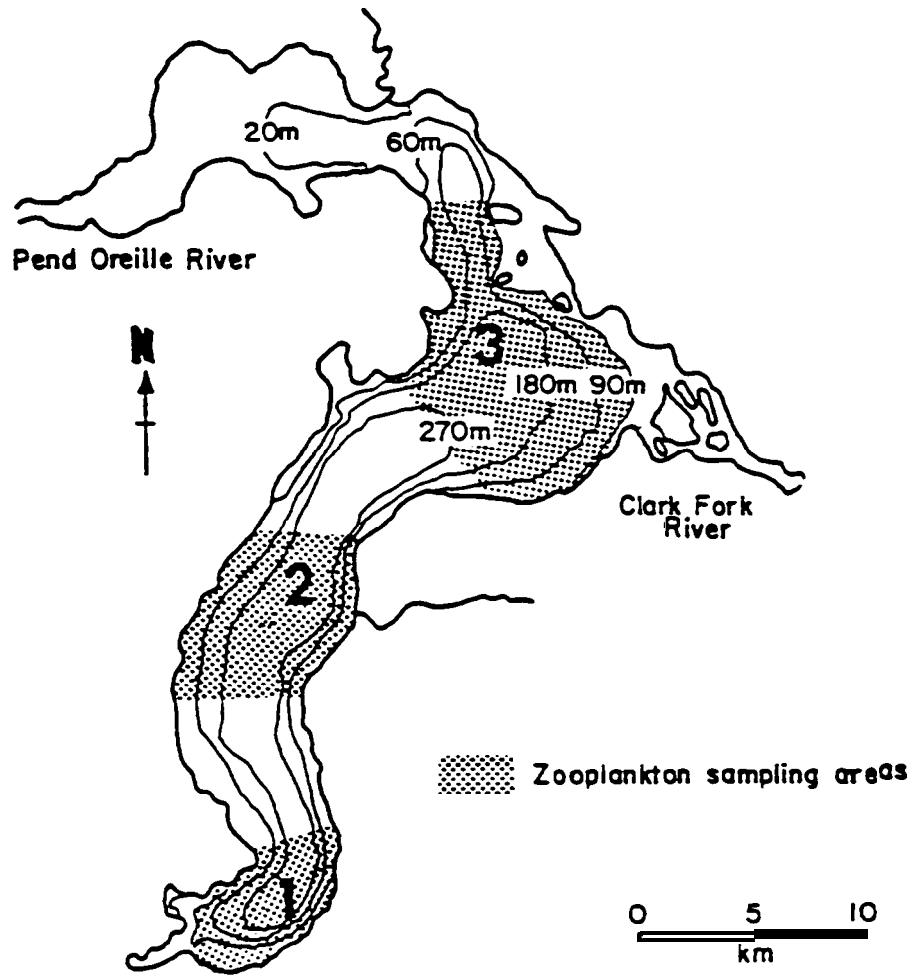 20m
60m
Pend Oreille River
N
3
180m 90m
270m
Clark Fork
River
2
Zooplankton sampling areas
1
0 5 10
km